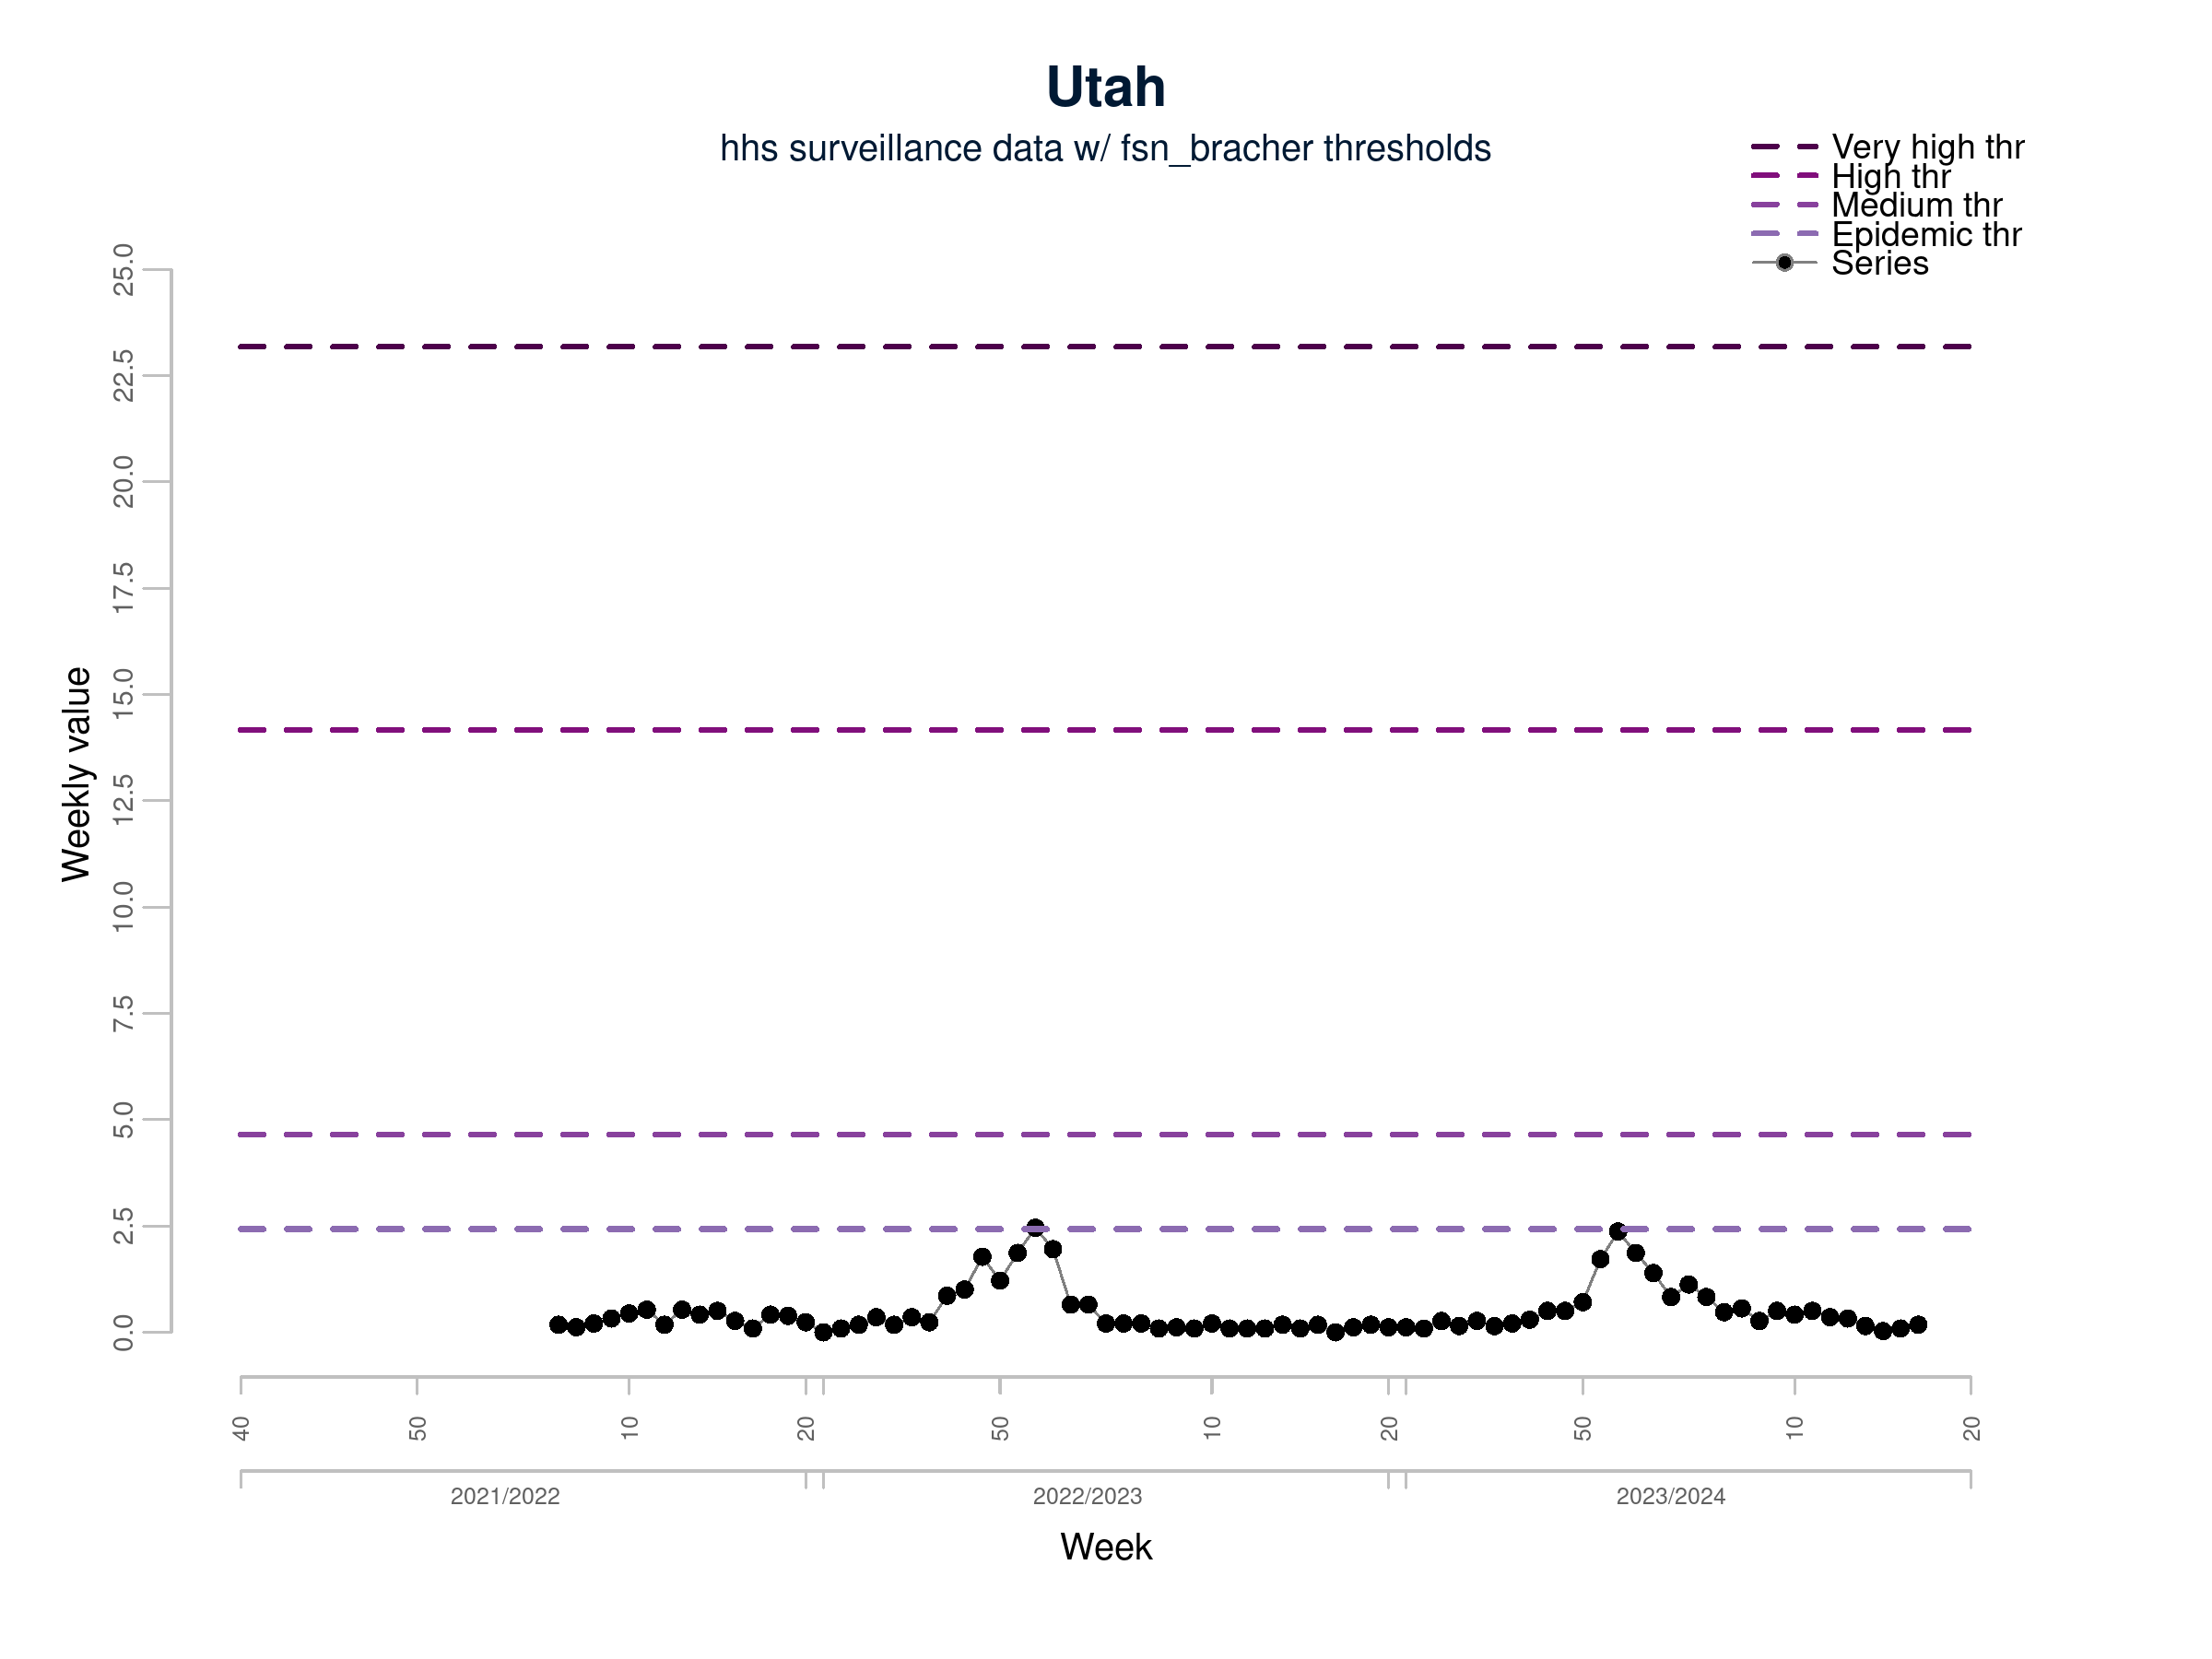 Utah
hhs surveillance data w/ fsn_bracher thresholds
Very high thr
High thr
Medium thr
Epidemic thr
Series
Weekly value
25.0
22.5
20.0
17.5
15.0
12.5
10.0
7.5
5.0
2.5
0.0
40 50 10 20 50 10 20 50 10 20
2021/2022 2022/2023 2023/2024
Week